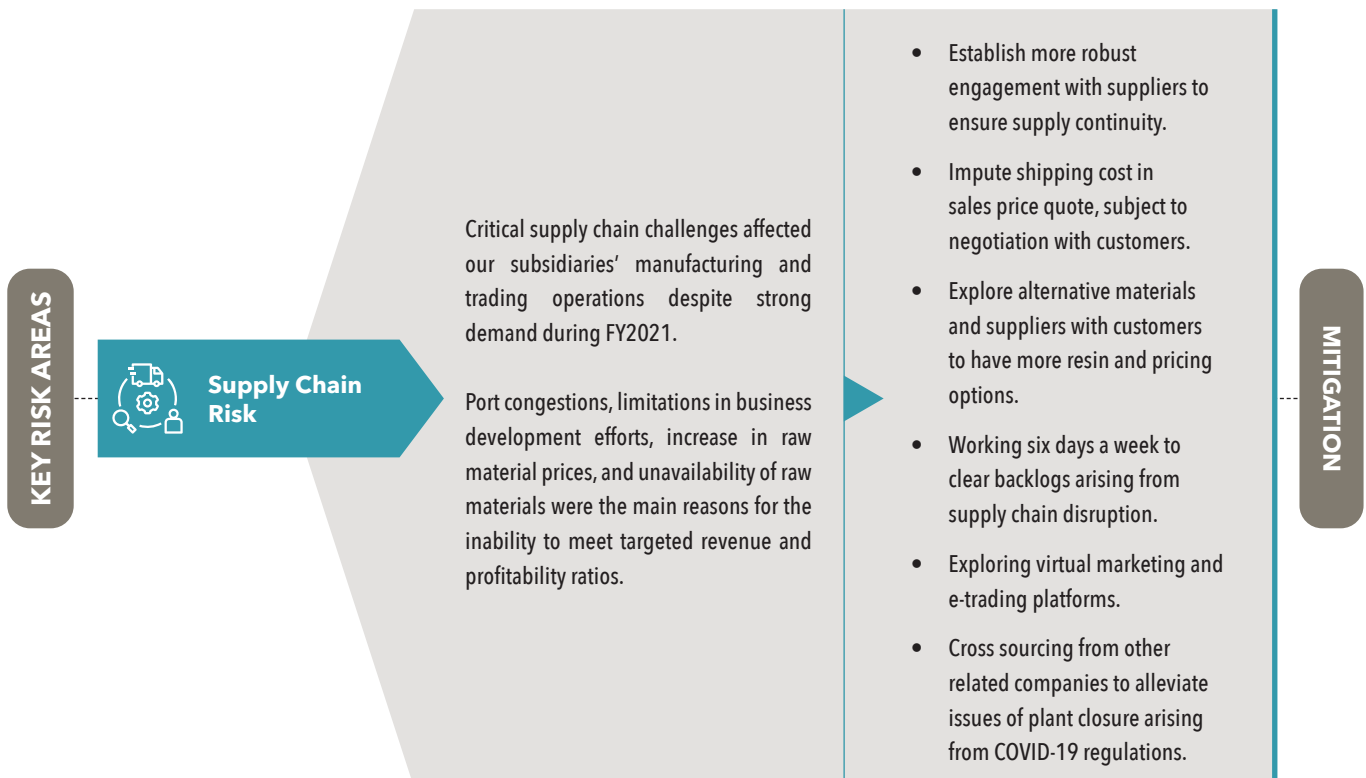 KEY RISK AREAS
Supply Chain
Risk
Critical supply chain challenges affected
our subsidiaries’ manufacturing and
trading operations despite strong
demand during FY2021.
Port congestions, limitations in business
development efforts, increase in raw
material prices, and unavailability of raw
materials were the main reasons for the
inability to meet targeted revenue and
profitability ratios.
• Establish more robust
engagement with suppliers to
ensure supply continuity.
• Impute shipping cost in
sales price quote, subject to
negotiation with customers.
• Explore alternative materials
and suppliers with customers
to have more resin and pricing
options.
• Working six days a week to
clear backlogs arising from
supply chain disruption.
• Exploring virtual marketing and
e-trading platforms.
• Cross sourcing from other
related companies to alleviate
issues of plant closure arising
from COVID-19 regulations.
MITIGATION